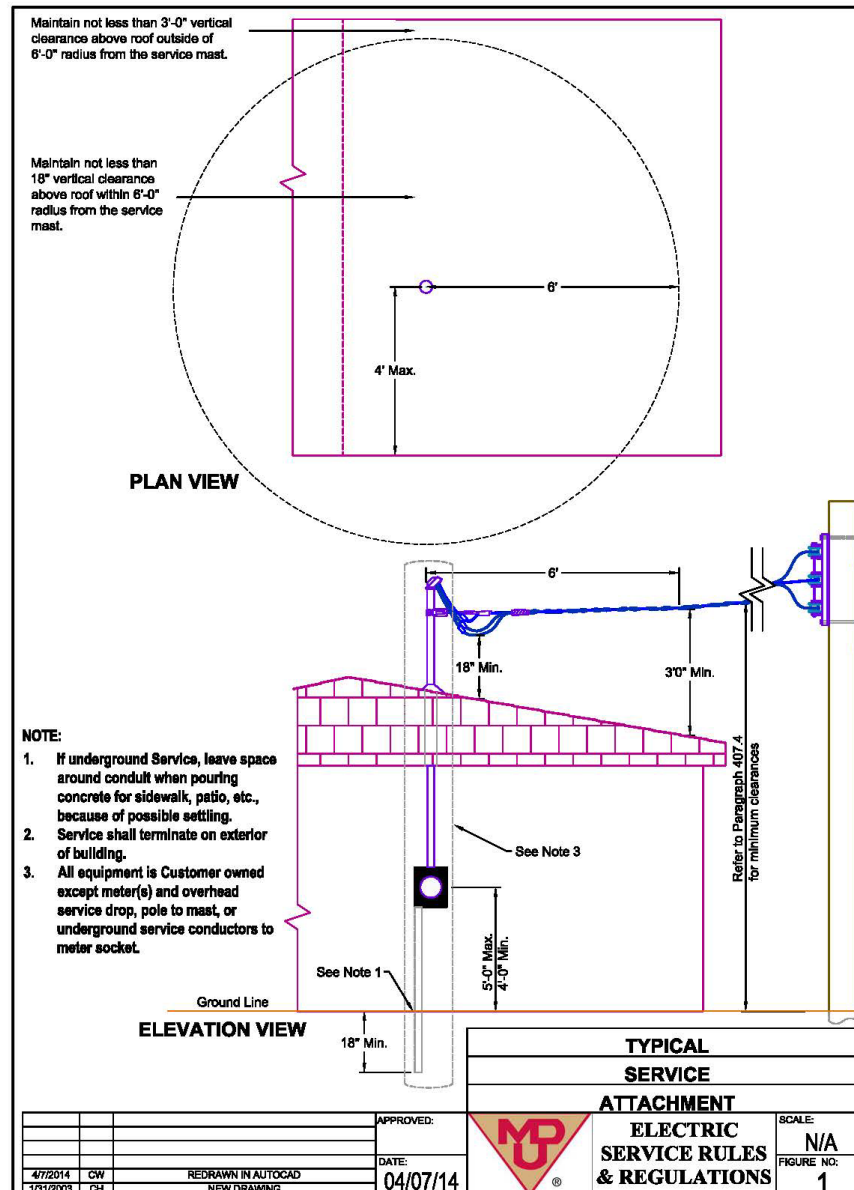 Maintain not less than 3'-0" vertical
clearance above roof outside of
6'-0" radius from the service mast.
Maintain not less than
18" vertical clearance
above roof within 6'-0"
radius from the service
mast.
6'
4' Max.
PLAN VIEW
6'
18" Min.
3'0" Min.
Refer to Paragraph 407.4
for minimum clearances
NOTE:
1. If underground Service, leave space
around conduit when pouring
concrete for sidewalk, patio, etc.,
because of possible settling.
2. Service shall terminate on exterior
of building.
3. All equipment is Customer owned
except meter(s) and overhead
service drop, pole to mast, or
underground service conductors to
meter socket.
See Note 3
5'-0" Max.
4'-0" Min.
See Note 1
Ground Line
ELEVATION VIEW
18" Min.
TYPICAL
SERVICE
ATTACHMENT
APPROVED:
DATE:
04/07/14
4/7/2014 CW REDRAWN IN AUTOCAD
1/31/2003 CH NEW DRAWING
MDU
®
ELECTRIC
SERVICE RULES
& REGULATIONS
SCALE:
N/A
FIGURE NO:
1